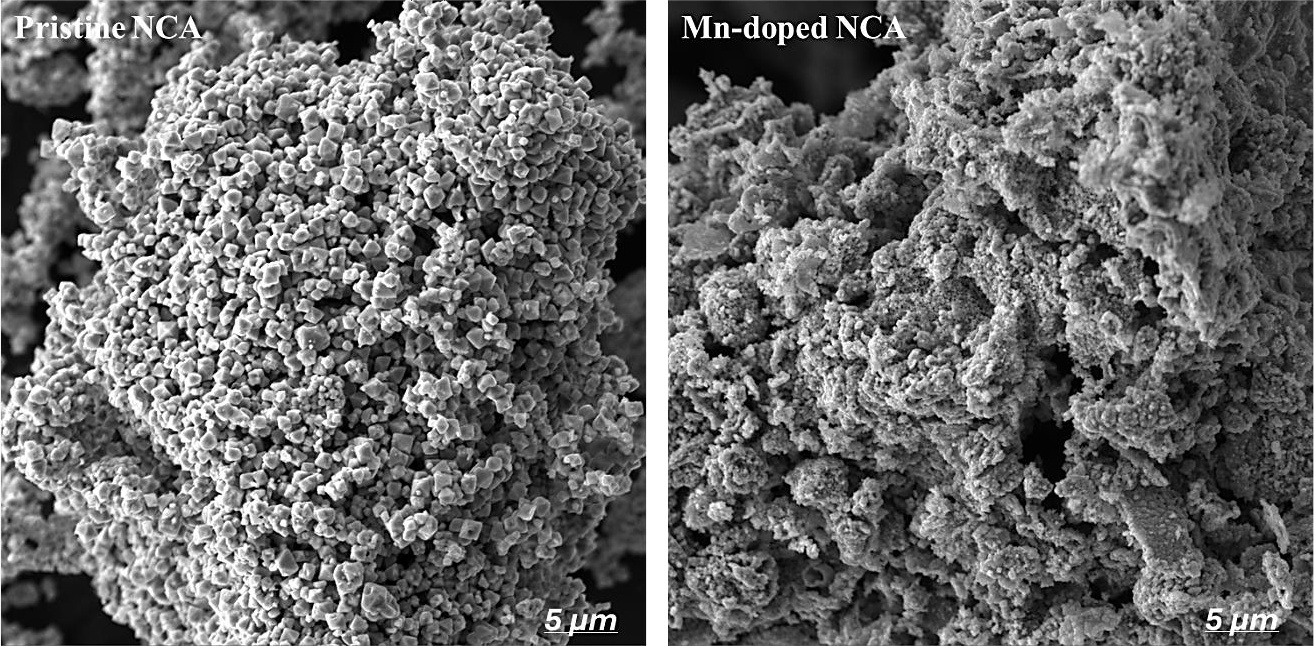 Pristine NCA
Mn-doped NCA
5 μm
5 μm